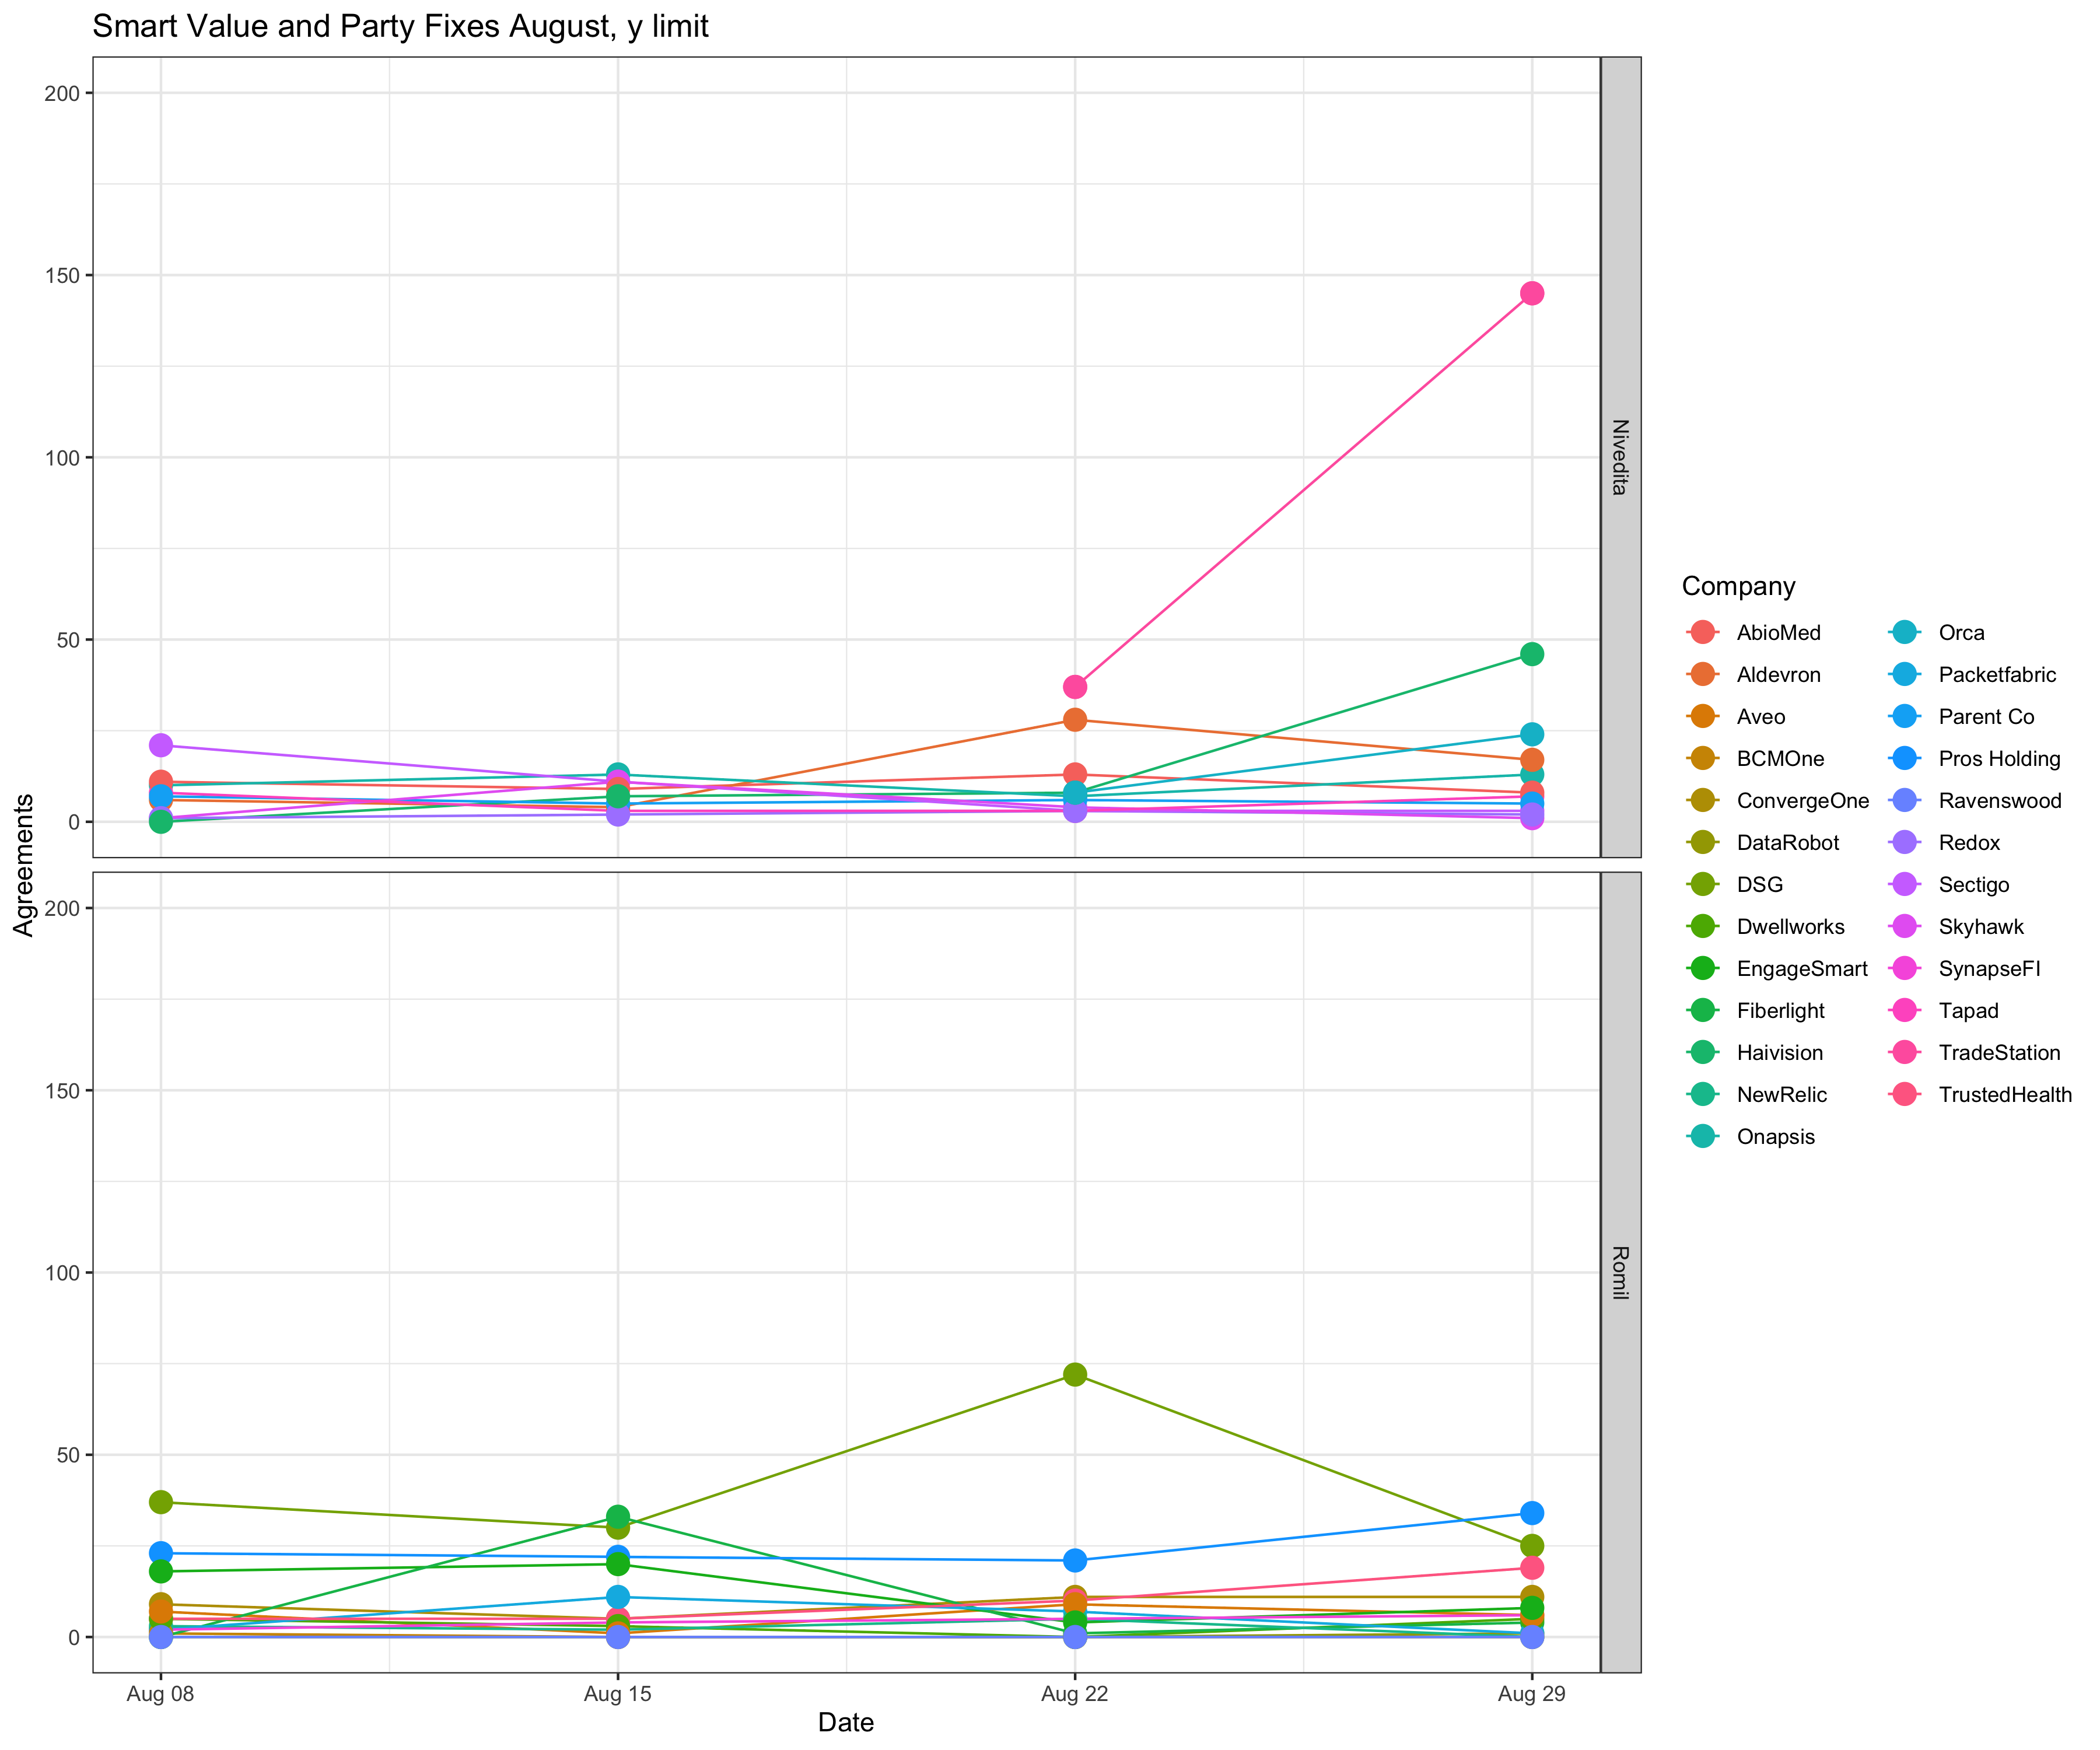 Smart Value and Party Fixes August, y limit
200
150
100
50
0
Nivedita
200
150
100
50
0
Romil
Agreements
Aug 08
Aug 15
Aug 22
Aug 29
Date
Company
AbioMed
Aldevron
Aveo
BCMOne
ConvergeOne
DataRobot
DSG
Dwellworks
EngageSmart
Fiberlight
Haivision
NewRelic
Onapsis
Orca
Packetfabric
Parent Co
Pros Holding
Ravenswood
Redox
Sectigo
Skyhawk
SynapseFI
Tapad
TradeStation
TrustedHealth